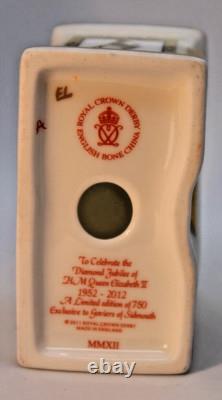 EL
A
ROYAL CROWN DERBY
ENGLISH BONE CHINA
To Celebrate the
Diamond Jubilee of
H M Queen Elizabeth II
1952 - 2012
A Limited edition of 750
Exclusive to Goviers of Sidmouth
© 2011 ROYAL CROWN DERBY
MADE IN ENGLAND
MMXII